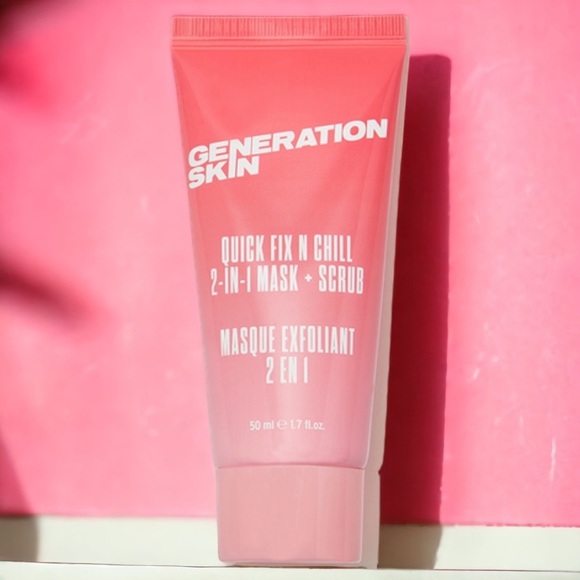 GENERATION
SKIN
QUICK FIX N CHILL
2-IN-1 MASK + SCRUB
MASQUE EXFOLIANT
2 EN 1
50 ml ℮ 1.7 fl.oz.